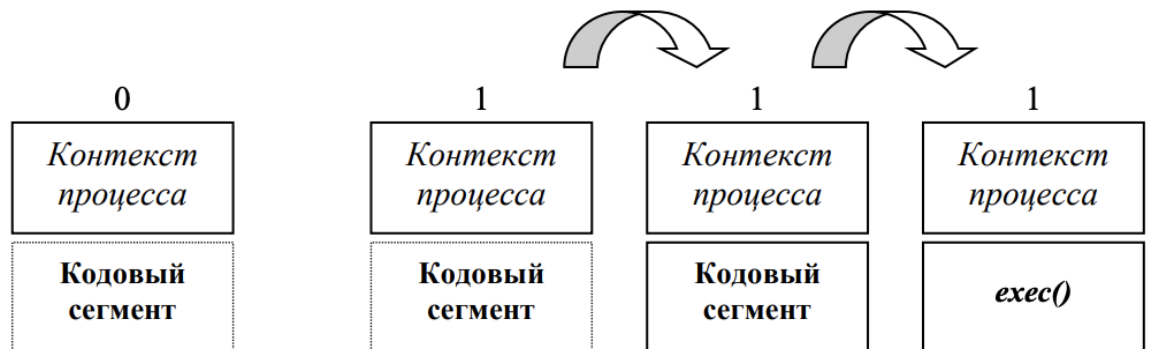 0 1 1 1
Контекст процесса Контекст процесса Контекст процесса Контекст процесса
Кодовый сегмент Кодовый сегмент Кодовый сегмент exec()